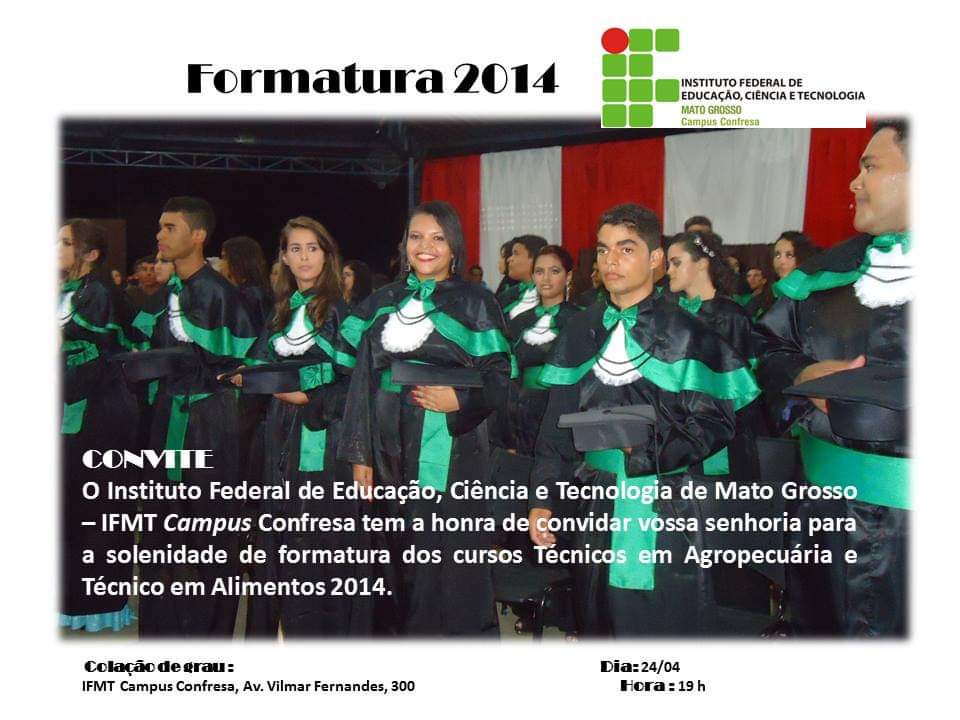 Formatura 2014
INSTITUTO FEDERAL DE
EDUCAÇÃO, CIÊNCIA E TECNOLOGIA
MATO GROSSO
Campus Confresa
CONVITE
O Instituto Federal de Educação, Ciência e Tecnologia de Mato Grosso
– IFMT Campus Confresa tem a honra de convidar vossa senhoria para
a solenidade de formatura dos cursos Técnicos em Agropecuária e
Técnico em Alimentos 2014.
Colação de grau:
IFMT Campus Confresa, Av. Vilmar Fernandes, 300
Dia: 24/04
Hora: 19 h